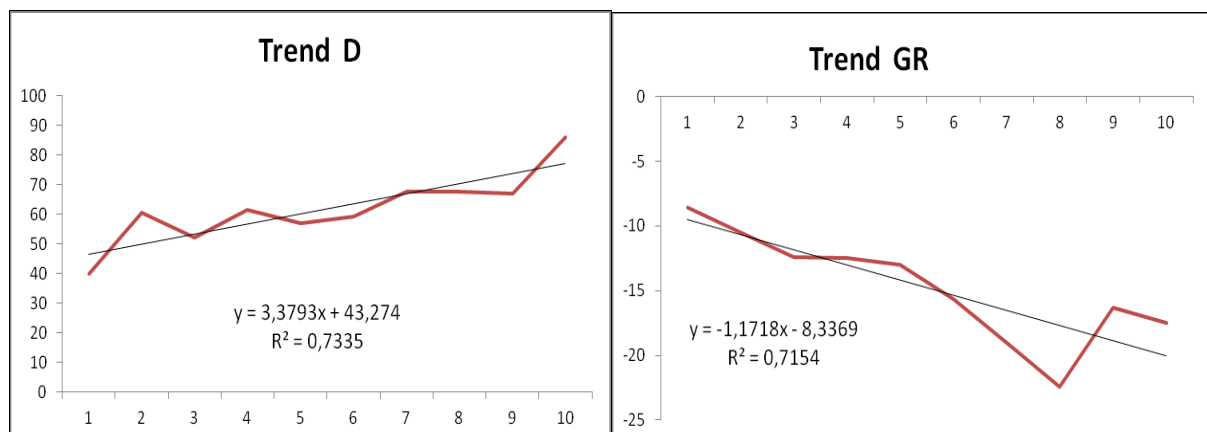 Trend D
100
90
80
70
60
50
40
30
20
10
0
y = 3,3793x + 43,274
R² = 0,7335
1 2 3 4 5 6 7 8 9 10
Trend GR
0
1 2 3 4 5 6 7 8 9 10
-5
-10
-15
-20
-25
y = -1,1718x - 8,3369
R² = 0,7154